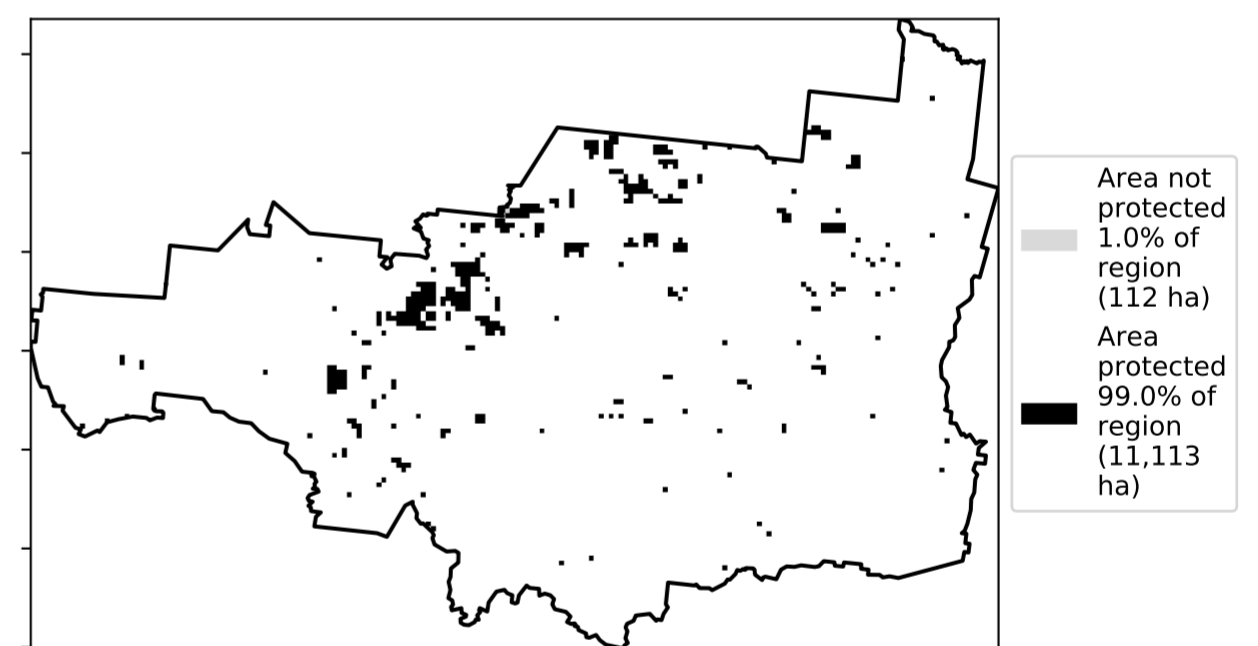 Area not
protected
1.0% of
region
(112 ha)
Area
protected
99.0% of
region
(11,113
ha)